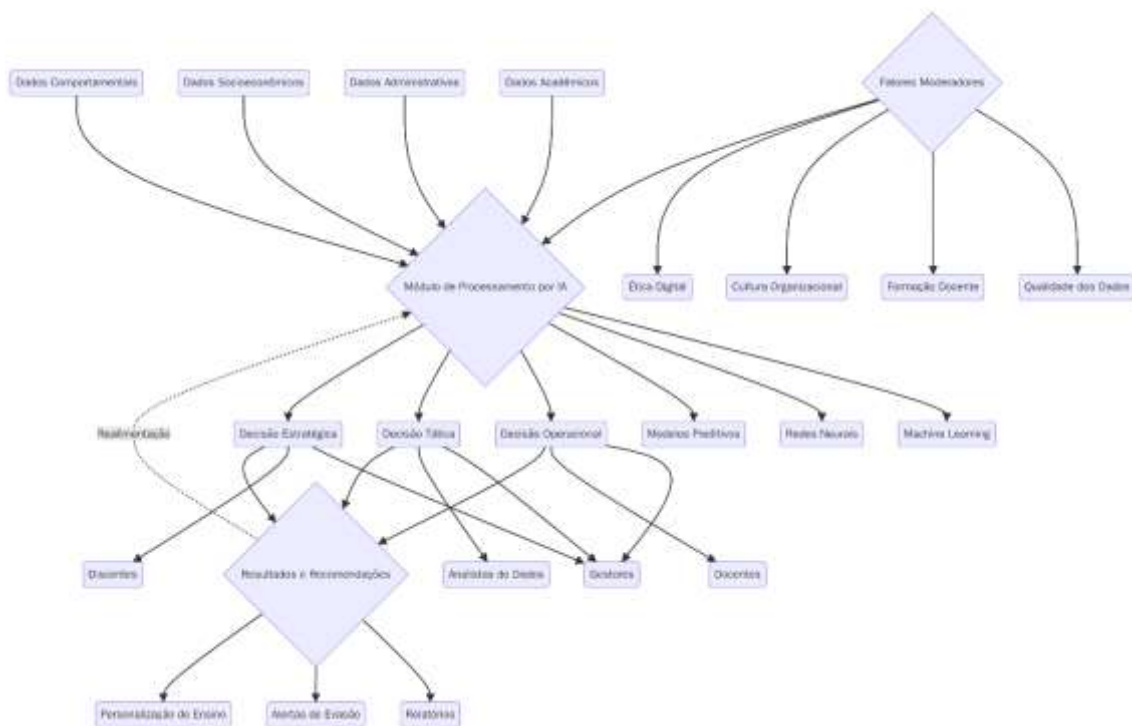 Dados Comportamentais
Dados Socioeconômicos
Dados Administrativos
Dados Acadêmicos
Fatores Moderadores
Módulo de Processamento por IA
Ética Digital
Cultura Organizacional
Formação Docente
Qualidade dos Dados
Realimentação
Decisão Estratégica
Decisão Tática
Decisão Operacional
Modelos Preditivos
Redes Neurais
Machine Learning
Discentes
Resultados e Recomendações
Analistas de Dados
Gestores
Docentes
Personalização do Ensino
Alertas de Evasão
Relatórios